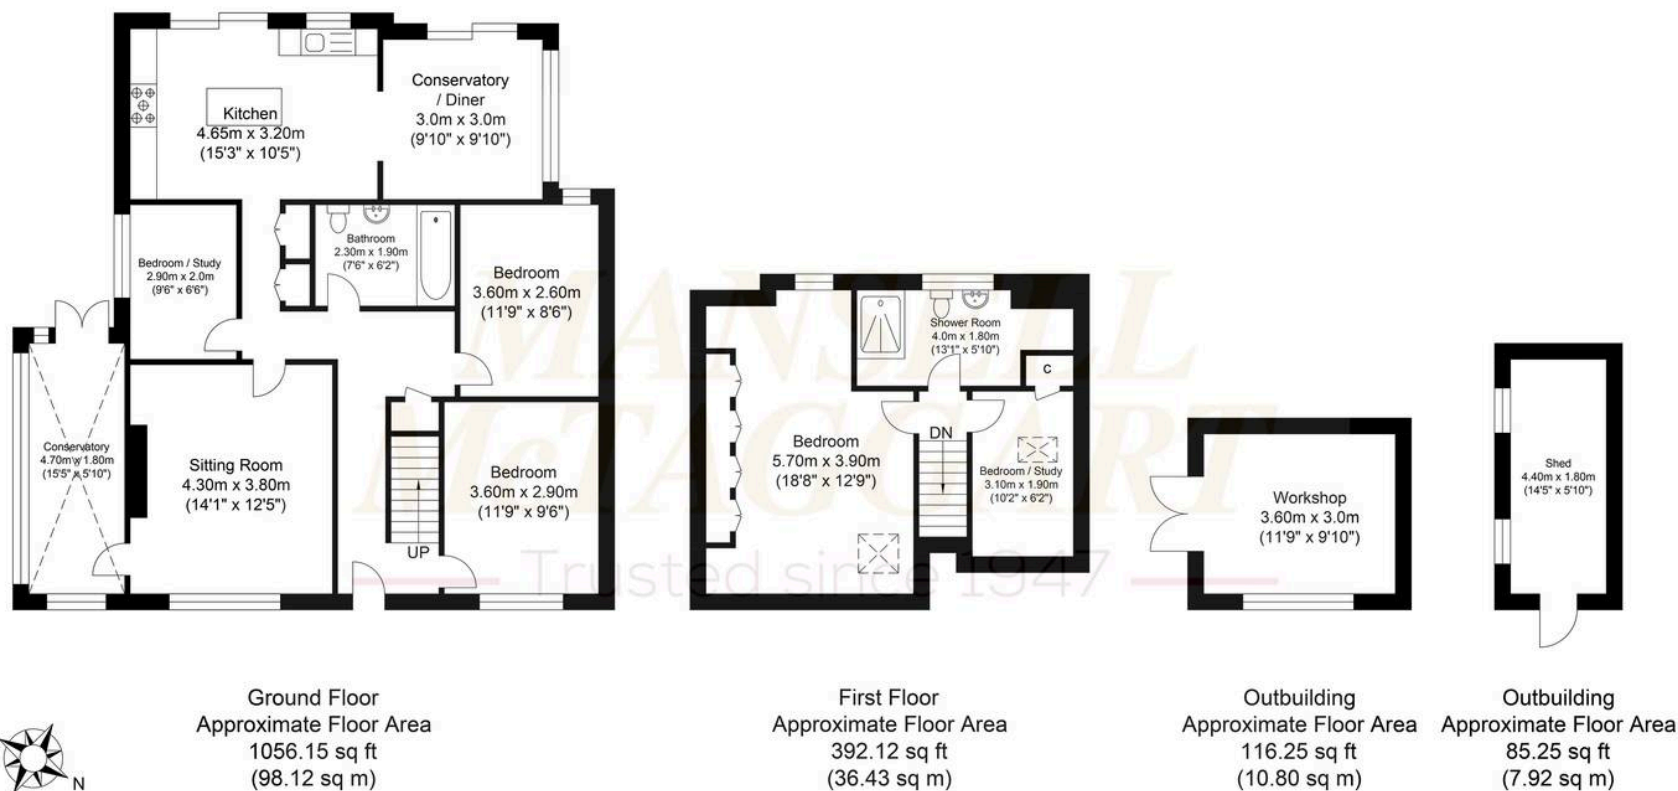 Kitchen
4.65m x 3.20m
(15'3" x 10'5")
Conservatory
/ Diner
3.0m x 3.0m
(9'10" x 9'10")
Bedroom / Study
2.90m x 2.0m
(9'6" x 6'6")
Bathroom
2.30m x 1.90m
(7'6" x 6'2")
Bedroom
3.60m x 2.60m
(11'9" x 8'6")
Conservatory
4.70m x 1.80m
(15'5" x 5'10")
Sitting Room
4.30m x 3.80m
(14'1" x 12'5")
UP
Bedroom
3.60m x 2.90m
(11'9" x 9'6")
Shower Room
4.0m x 1.80m
(13'1" x 5'10")
C
DN
Bedroom
5.70m x 3.90m
(18'8" x 12'9")
Bedroom / Study
3.10m x 1.90m
(10'2" x 6'2")
Workshop
3.60m x 3.0m
(11'9" x 9'10")
Shed
4.40m x 1.80m
(14'5" x 5'10")
MANSELL
McTAGGART
Trusted since 1947
Ground Floor
Approximate Floor Area
1056.15 sq ft
(98.12 sq m)
First Floor
Approximate Floor Area
392.12 sq ft
(36.43 sq m)
Outbuilding
Approximate Floor Area
116.25 sq ft
(10.80 sq m)
Outbuilding
Approximate Floor Area
85.25 sq ft
(7.92 sq m)
N